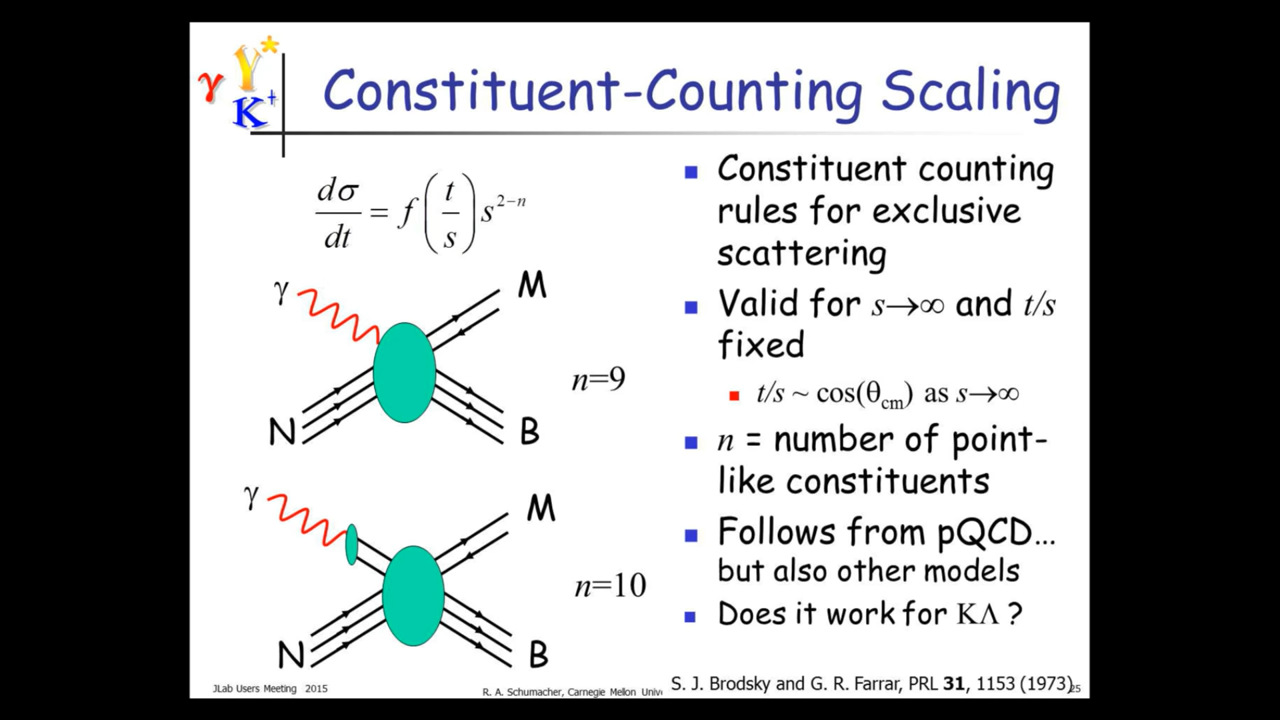 γ Y*
K⁺
Constituent-Counting Scaling
dσ/dt = f(t/s) s^{2−n}
γ
M
n=9
N
B
γ
M
n=10
N
B
Constituent counting
rules for exclusive
scattering
Valid for s→∞ and t/s
fixed
t/s ~ cos(θ_cm) as s→∞
n = number of point-
like constituents
Follows from pQCD…
but also other models
Does it work for KΛ ?
JLab Users Meeting 2015
R. A. Schumacher, Carnegie Mellon
S. J. Brodsky and G. R. Farrar, PRL 31, 1153 (1973)
25